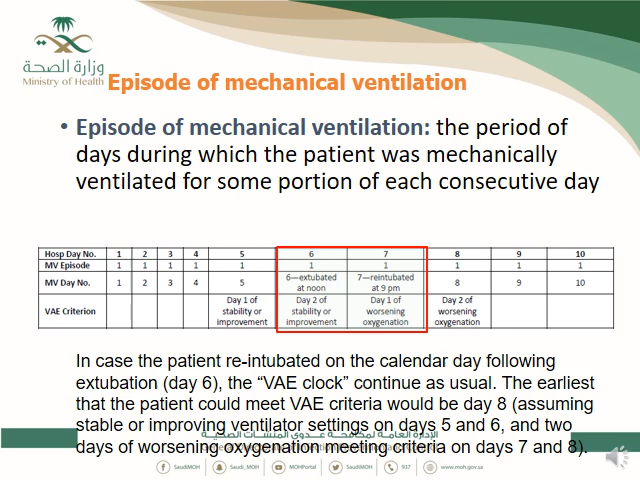 وزارة الصحة
Ministry of Health
Episode of mechanical ventilation
• Episode of mechanical ventilation: the period of
days during which the patient was mechanically
ventilated for some portion of each consecutive day
Hosp Day No. 1 2 3 4 5 6 7 8 9 10
MV Episode 1 1 1 1 1 1 1 1 1 1
MV Day No. 1 2 3 4 5 6—extubated at noon 7—reintubated at 9 pm 8 9 10
VAE Criterion Day 1 of stability or improvement Day 2 of stability or improvement Day 1 of worsening oxygenation Day 2 of worsening oxygenation
In case the patient re-intubated on the calendar day following
extubation (day 6), the “VAE clock” continue as usual. The earliest
that the patient could meet VAE criteria would be day 8 (assuming
stable or improving ventilator settings on days 5 and 6, and two
الإدارة العامة لمكافحة عدوى المنشآت الصحية
days of worsening oxygenation meeting criteria on days 7 and 8).
SaudiMOH Saudi_MOH MOHPortal SaudiMOH 937 www.moh.gov.sa